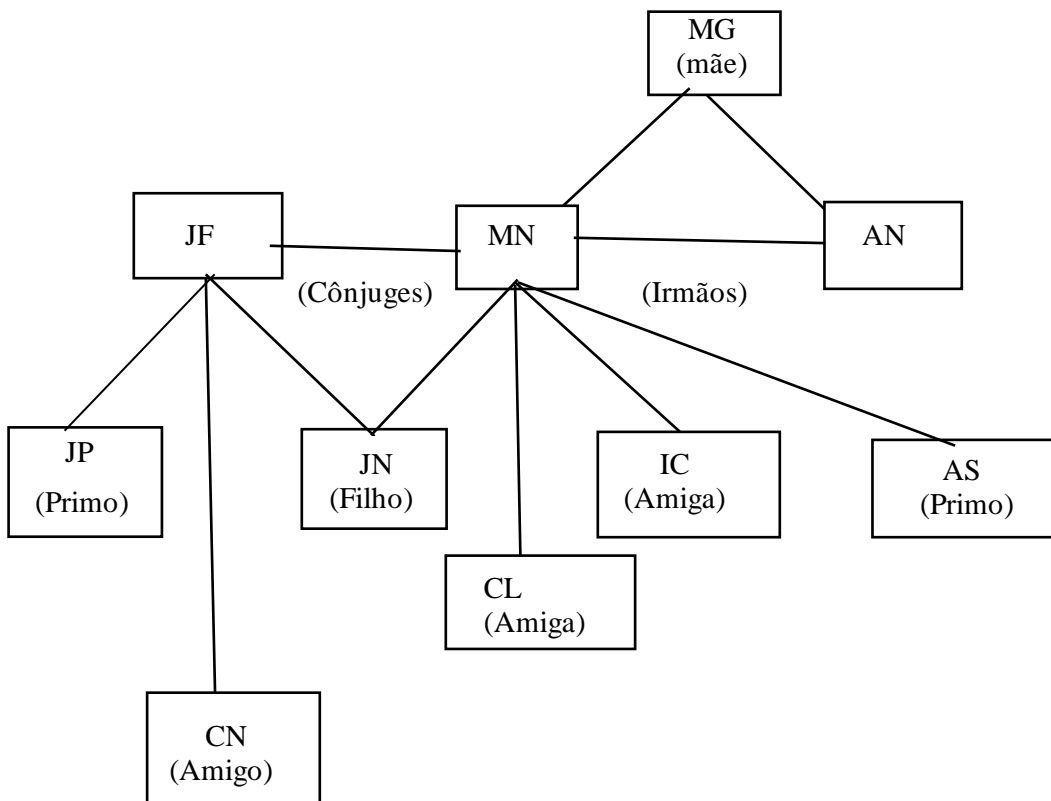 MG
(mãe)
JF
MN
AN
(Cônjuges)
(Irmãos)
JP
(Primo)
JN
(Filho)
IC
(Amiga)
AS
(Primo)
CL
(Amiga)
CN
(Amigo)